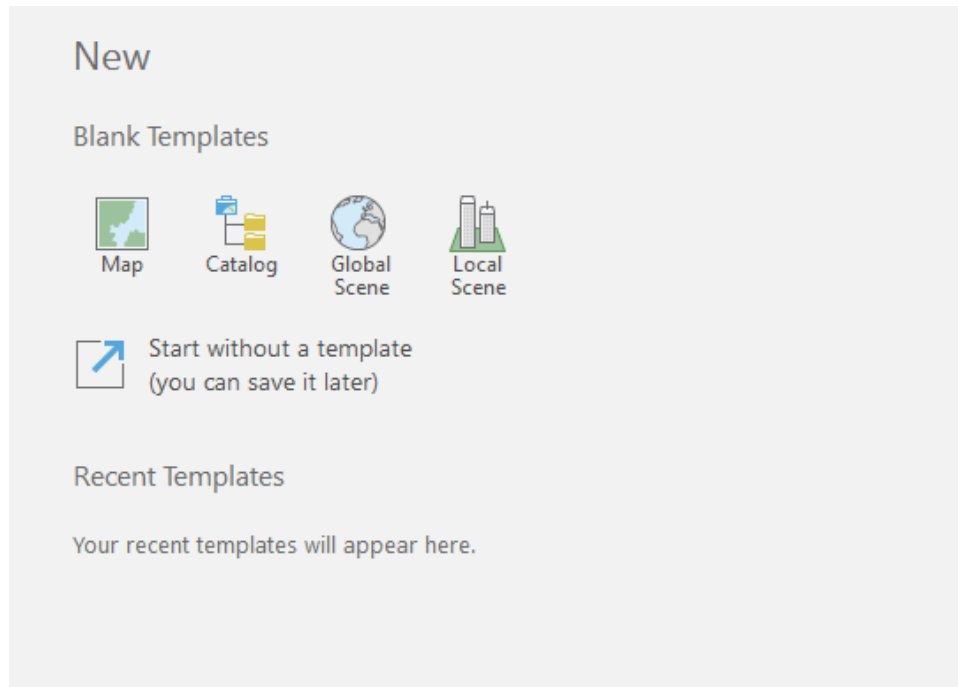 New
Blank Templates
Map
Catalog
Global
Scene
Local
Scene
Start without a template
(you can save it later)
Recent Templates
Your recent templates will appear here.